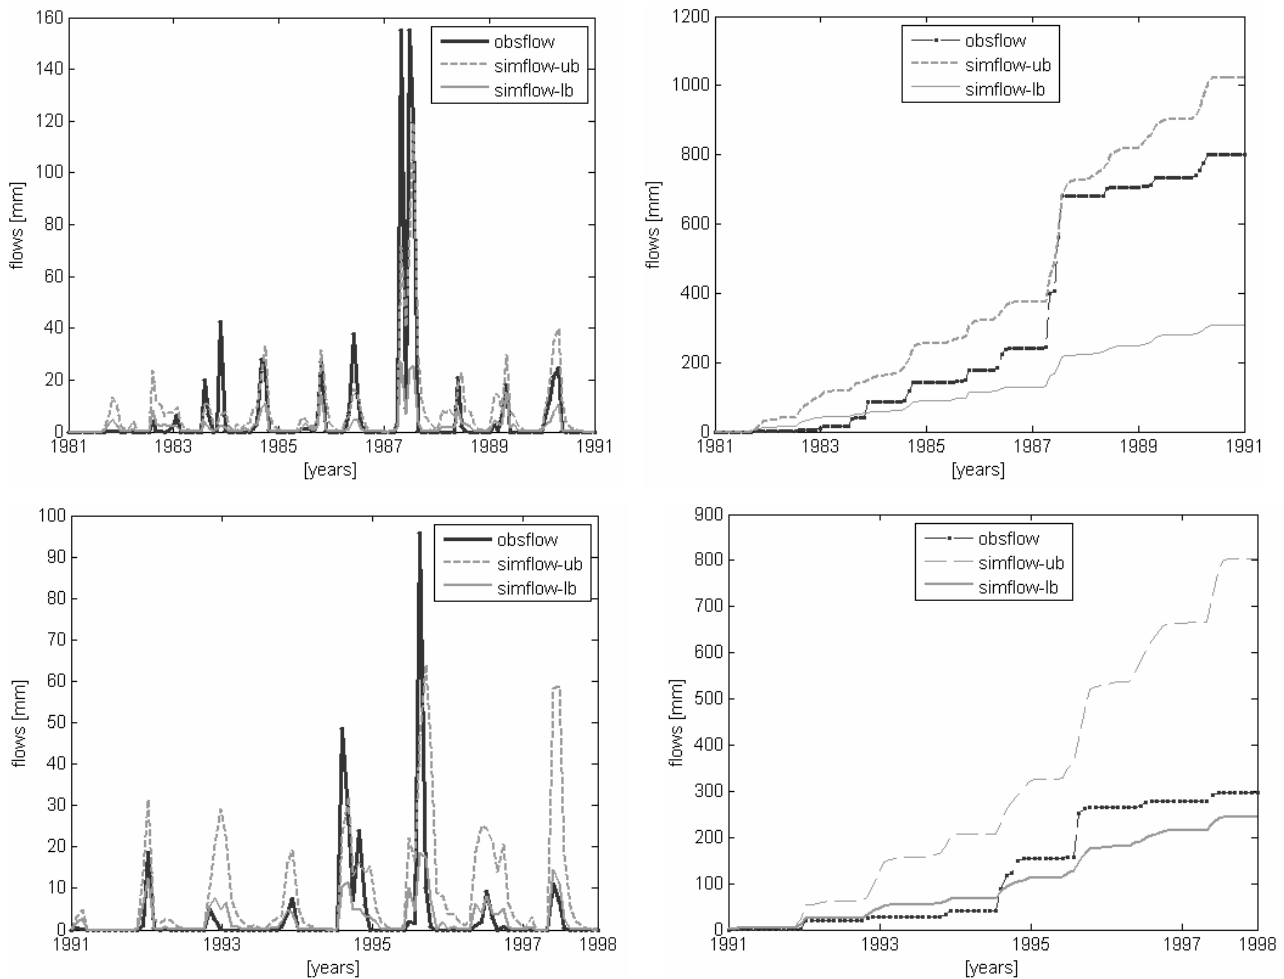 160
140
120
100
80
60
40
20
0
flows [mm]
1981 1983 1985 1987 1989 1991
[years]
obsflow
simflow-ub
simflow-lb
1200
1000
800
600
400
200
0
flows [mm]
1981 1983 1985 1987 1989 1991
[years]
obsflow
simflow-ub
simflow-lb
100
90
80
70
60
50
40
30
20
10
0
flows [mm]
1991 1993 1995 1997 1998
[years]
obsflow
simflow-ub
simflow-lb
900
800
700
600
500
400
300
200
100
0
flows [mm]
1991 1993 1995 1997 1998
[years]
obsflow
simflow-ub
simflow-lb